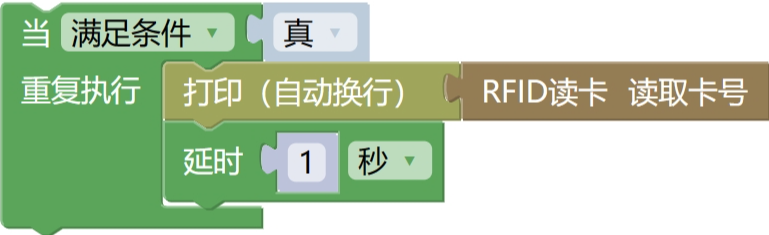 当 满足条件 真
重复执行 打印（自动换行） RFID读卡 读取卡号
延时 1 秒